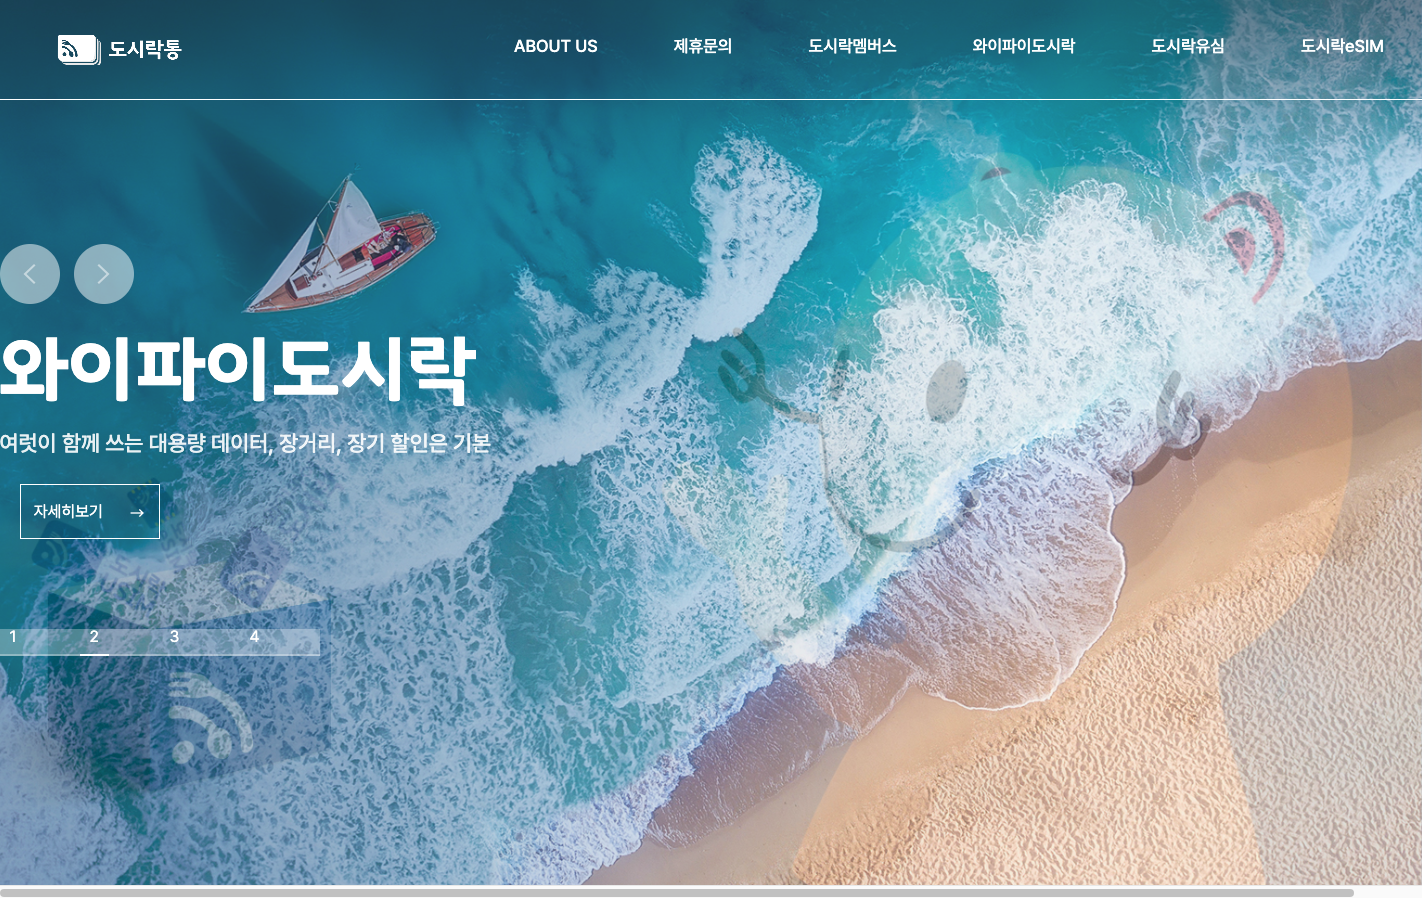 도시락통
ABOUT US
제휴문의
도시락멤버스
와이파이도시락
도시락유심
도시락eSIM
와이파이도시락
여럿이 함께 쓰는 대용량 데이터, 장거리, 장기 할인은 기본
자세히보기
1 2 3 4